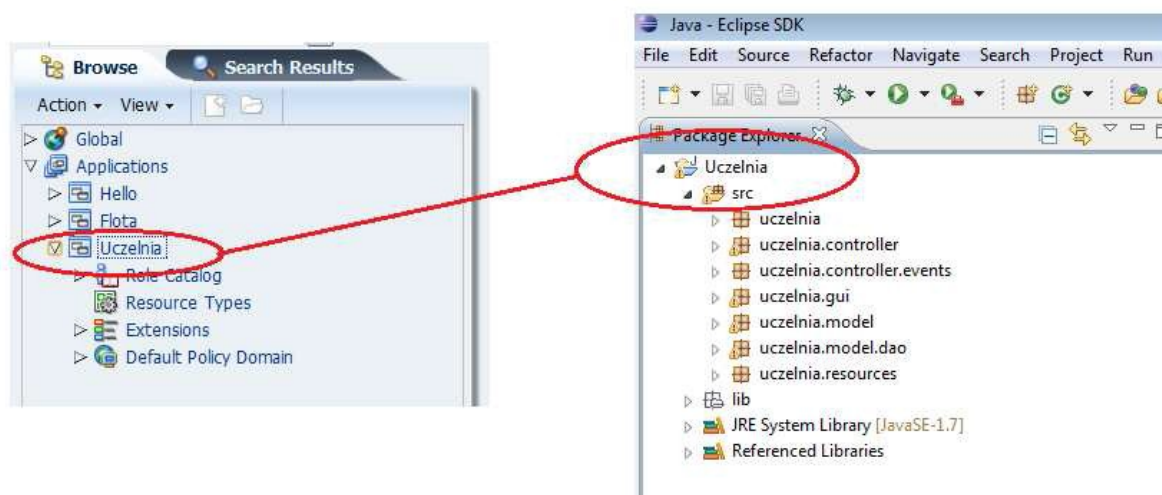 Browse Search Results
Action View
Global
Applications
Hello
Flota
Uczelnia
Role Catalog
Resource Types
Extensions
Default Policy Domain
Java - Eclipse SDK
File Edit Source Refactor Navigate Search Project Run
Package Explorer
Uczelnia
src
uczelnia
uczelnia.controller
uczelnia.controller.events
uczelnia.gui
uczelnia.model
uczelnia.model.dao
uczelnia.resources
lib
JRE System Library [JavaSE-1.7]
Referenced Libraries